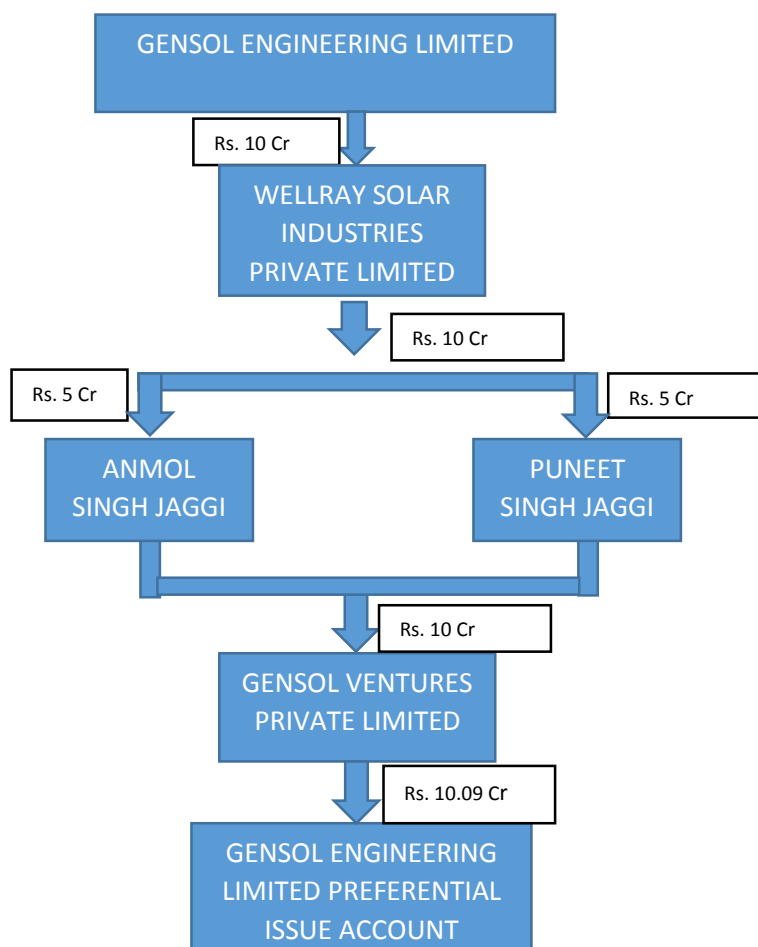 GENSOL ENGINEERING LIMITED
Rs. 10 Cr
WELLRAY SOLAR
INDUSTRIES
PRIVATE LIMITED
Rs. 10 Cr
Rs. 5 Cr
Rs. 5 Cr
ANMOL
SINGH JAGGI
PUNEET
SINGH JAGGI
Rs. 10 Cr
GENSOL VENTURES
PRIVATE LIMITED
Rs. 10.09 Cr
GENSOL ENGINEERING
LIMITED PREFERENTIAL
ISSUE ACCOUNT